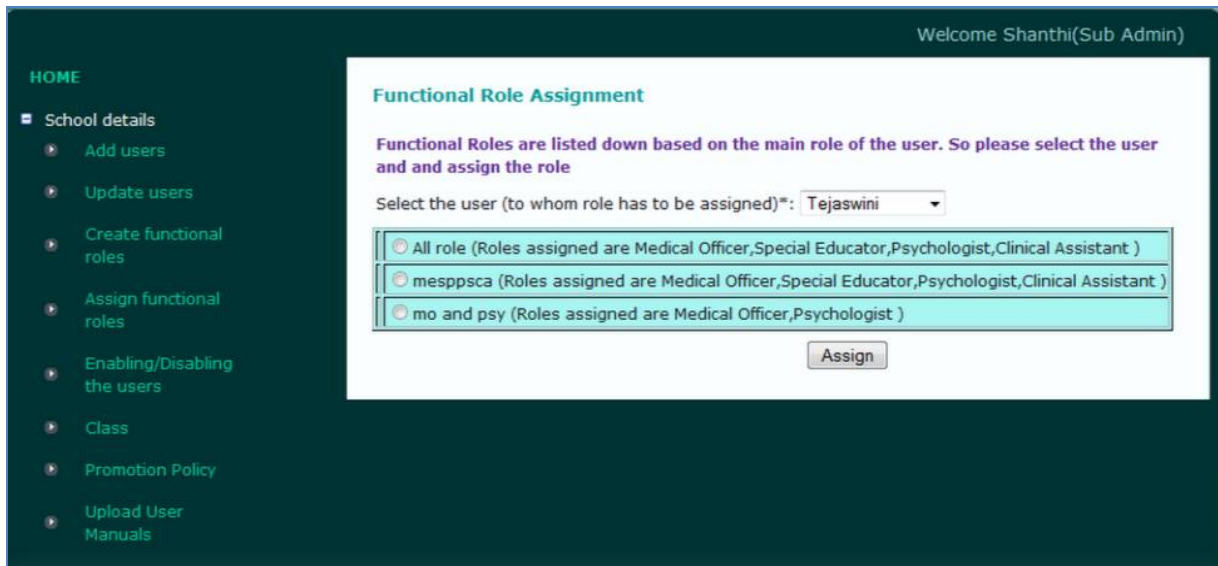 Welcome Shanthi(Sub Admin)
HOME
School details
Add users
Update users
Create functional
roles
Assign functional
roles
Enabling/Disabling
the users
Class
Promotion Policy
Upload User
Manuals
Functional Role Assignment
Functional Roles are listed down based on the main role of the user. So please select the user
and and assign the role
Select the user (to whom role has to be assigned)*: Tejaswini
All role (Roles assigned are Medical Officer,Special Educator,Psychologist,Clinical Assistant )
mesppsca (Roles assigned are Medical Officer,Special Educator,Psychologist,Clinical Assistant )
mo and psy (Roles assigned are Medical Officer,Psychologist )
Assign